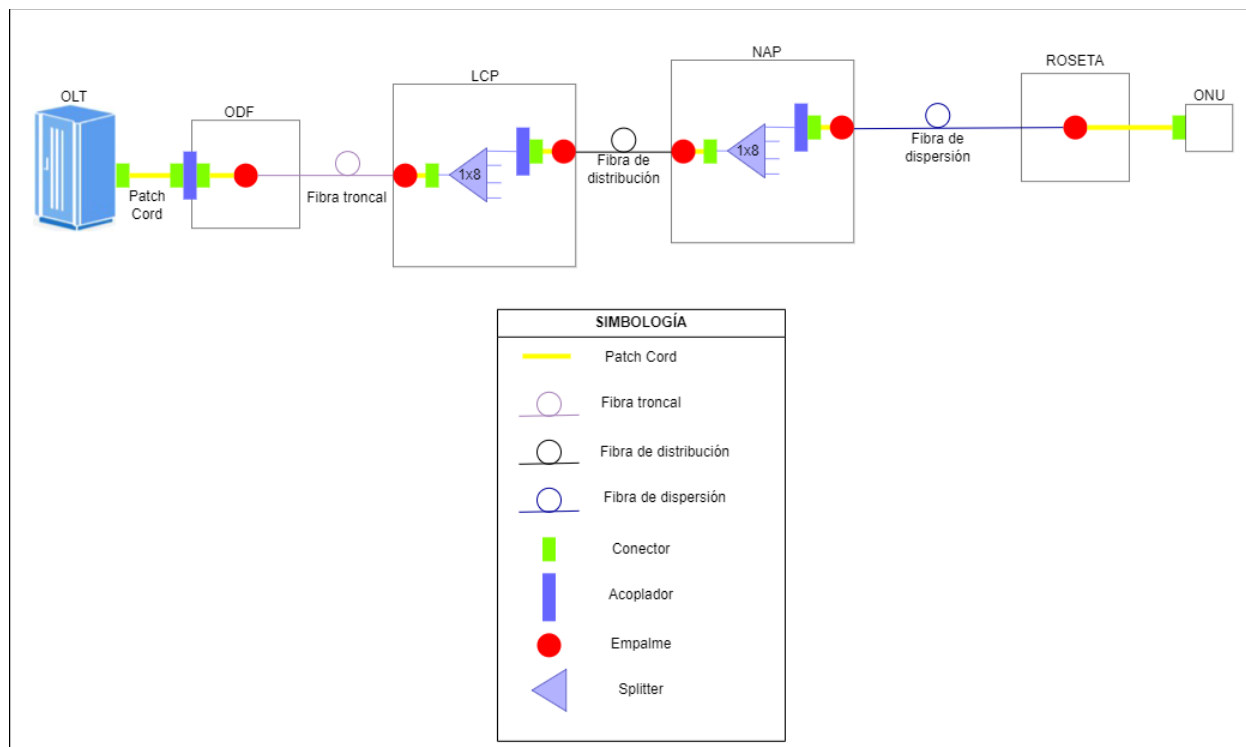 OLT
ODF
LCP
NAP
ROSETA
ONU
Patch
Cord
Fibra troncal
1x8
Fibra de
distribución
1x8
Fibra de
dispersión
SIMBOLOGÍA
Patch Cord
Fibra troncal
Fibra de distribución
Fibra de dispersión
Conector
Acoplador
Empalme
Splitter